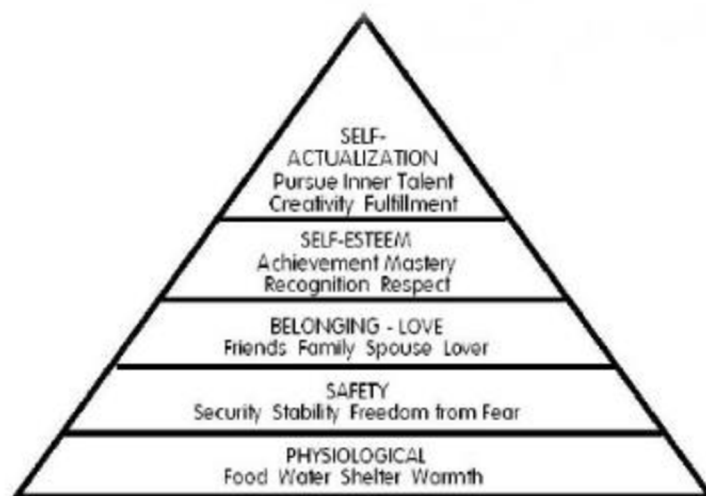 SELF-
ACTUALIZATION
Pursue Inner Talent
Creativity Fulfillment
SELF-ESTEEM
Achievement Mastery
Recognition Respect
BELONGING - LOVE
Friends Family Spouse Lover
SAFETY
Security Stability Freedom from Fear
PHYSIOLOGICAL
Food Water Shelter Warmth